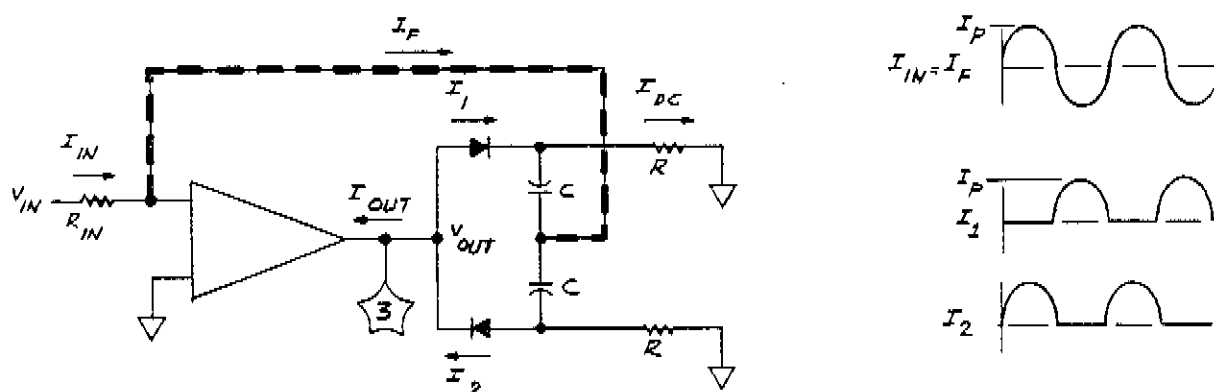 I_F
I_1
I_DC
I_IN
V_IN
R_IN
I_OUT
V_OUT
3
C
C
R
R
I_2
I_P
I_IN = I_F
I_P
I_1
I_2